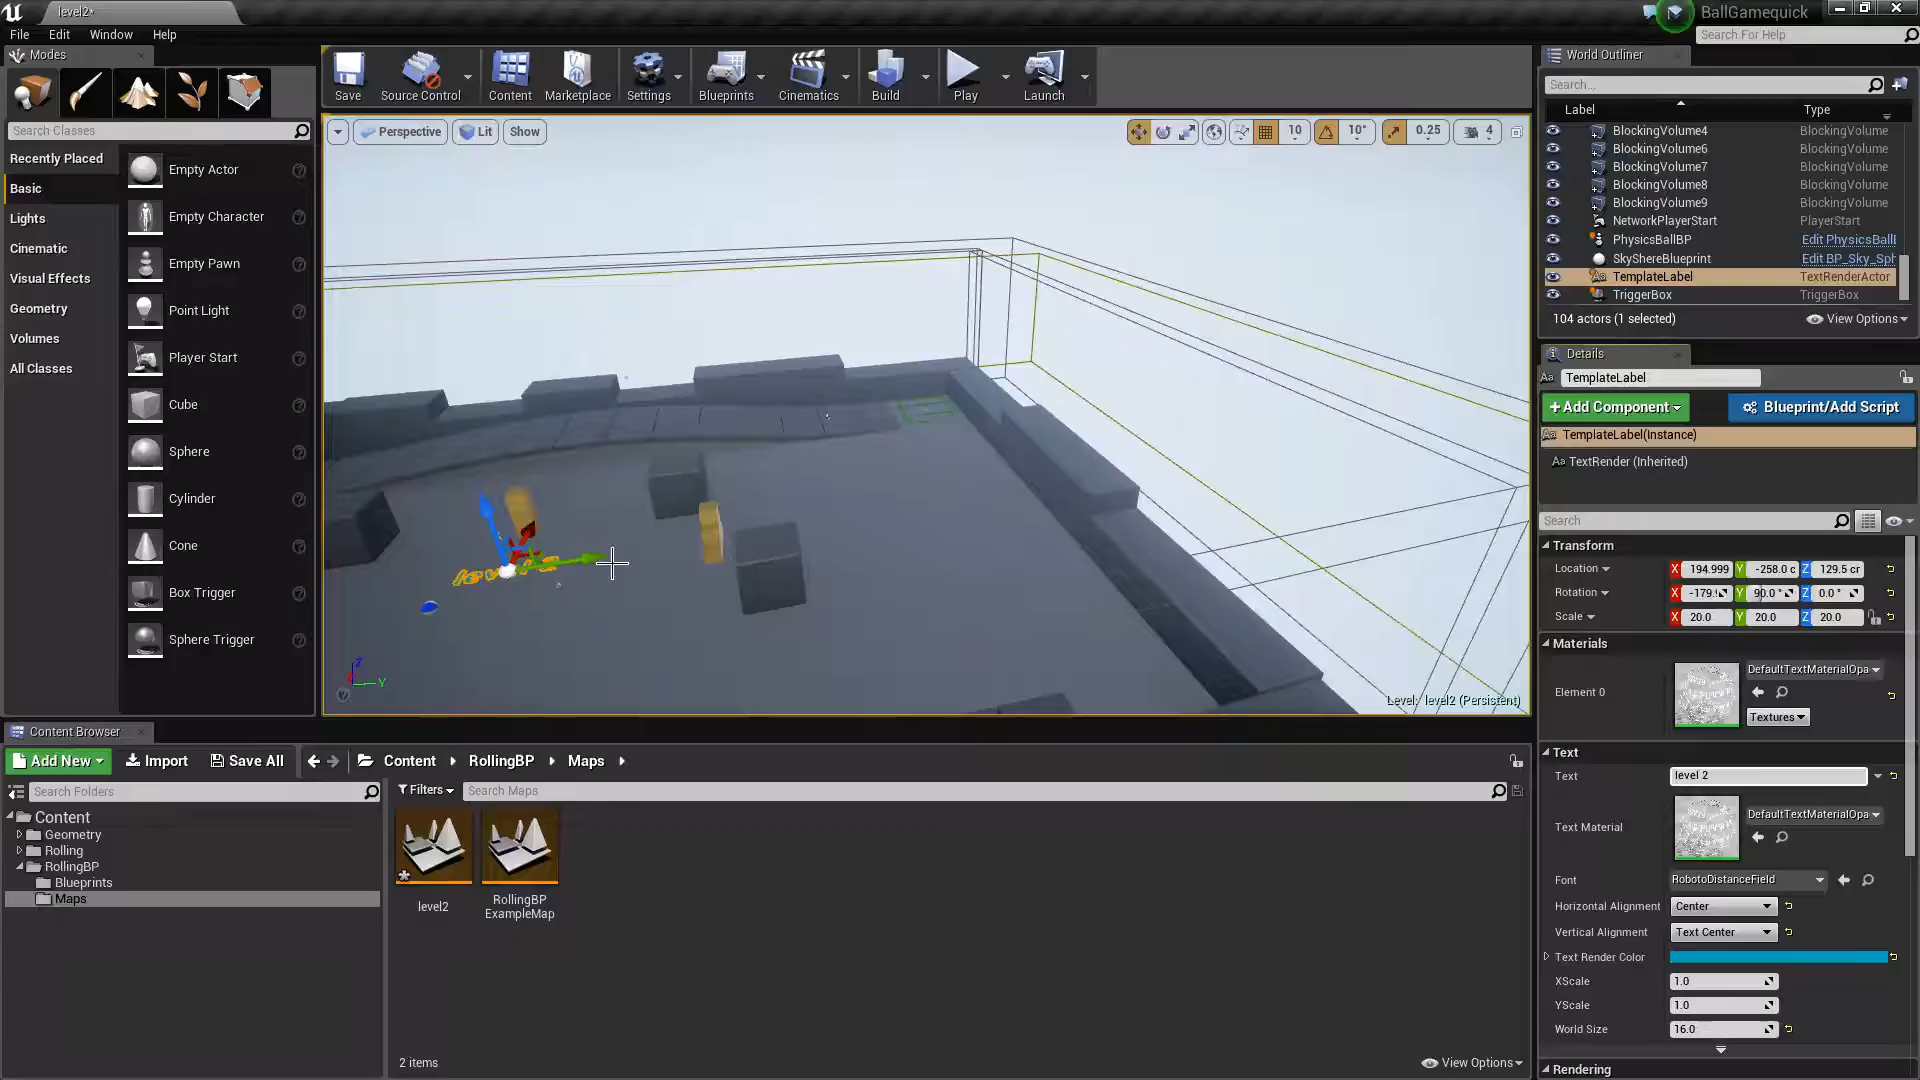 level2*
BallGamequick
File Edit Window Help
Search For Help
Modes
Search Classes
Recently Placed
Basic
Lights
Cinematic
Visual Effects
Geometry
Volumes
All Classes
Empty Actor
Empty Character
Empty Pawn
Point Light
Player Start
Cube
Sphere
Cylinder
Cone
Box Trigger
Sphere Trigger
Save
Source Control
Content
Marketplace
Settings
Blueprints
Cinematics
Build
Play
Launch
Perspective Lit Show
10 10° 0.25 4
Z
Y
Level: level2 (Persistent)
World Outliner
Search...
Label Type
BlockingVolume4 BlockingVolume
BlockingVolume6 BlockingVolume
BlockingVolume7 BlockingVolume
BlockingVolume8 BlockingVolume
BlockingVolume9 BlockingVolume
NetworkPlayerStart PlayerStart
PhysicsBallBP Edit PhysicsBallI
SkyShereBlueprint Edit BP_Sky_Sph
TemplateLabel TextRenderActor
TriggerBox TriggerBox
104 actors (1 selected) View Options
Details
TemplateLabel
+Add Component Blueprint/Add Script
TemplateLabel(Instance)
TextRender (Inherited)
Search
Transform
Location X 194.999 Y -258.0 c Z 129.5 cr
Rotation X -179.9 Y 90.0 ° Z 0.0 °
Scale X 20.0 Y 20.0 Z 20.0
Materials
Element 0 DefaultTextMaterialOpa
Textures
Text
Text level 2
Text Material DefaultTextMaterialOpa
Font RobotoDistanceField
Horizontal Alignment Center
Vertical Alignment Text Center
Text Render Color
XScale 1.0
YScale 1.0
World Size 16.0
Rendering
Content Browser
Add New Import Save All Content RollingBP Maps
Search Folders
Filters Search Maps
Content
Geometry
Rolling
RollingBP
Blueprints
Maps
level2
RollingBP
ExampleMap
2 items View Options